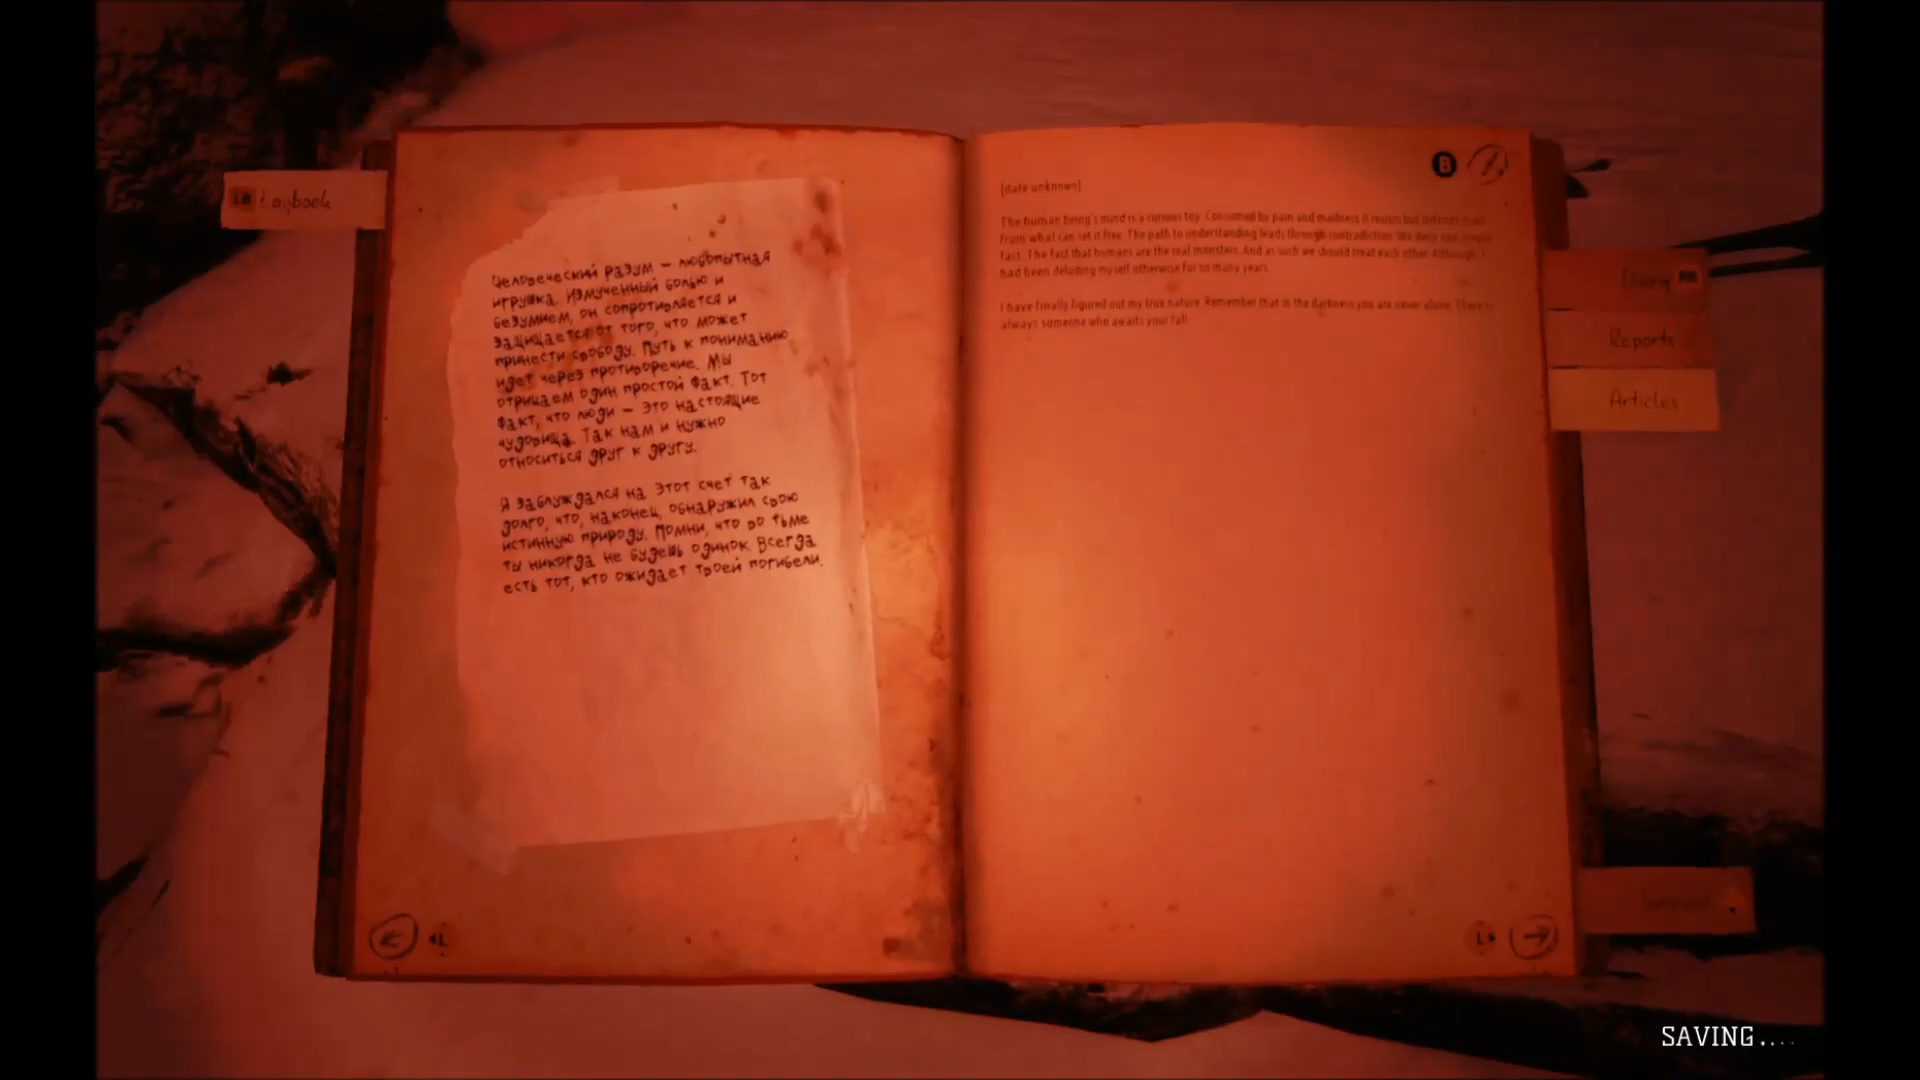 Logbook
Человеческий разум – любопытная
игрушка. Измученный болью и
безумием, он сопротивляется и
защищается от того, что может
принести свободу. Путь к пониманию
идет через противоречие. Мы
отрицаем один простой факт. Тот
факт, что люди – это настоящие
чудовища. Так нам и нужно
относиться друг к другу.
Я заблуждался на этот счет так
долго, что, наконец, обнаружил свою
истинную природу. Помни, что во тьме
ты никогда не будешь одинок. Всегда
есть тот, кто ожидает твоей погибели.
L
B
[date unknown]
The human being's mind is a curious toy. Consumed by pain and madness it resists but defends itself
from what can set it free. The path to understanding leads through contradiction. We deny one simple
fact. The fact that humans are the real monsters. And as such we should treat each other. Although I
had been deluding myself otherwise for so many years.
I have finally figured out my true nature. Remember that in the darkness you are never alone. There is
always someone who awaits your fall.
Diary RB
Reports
Articles
L
SAVING....